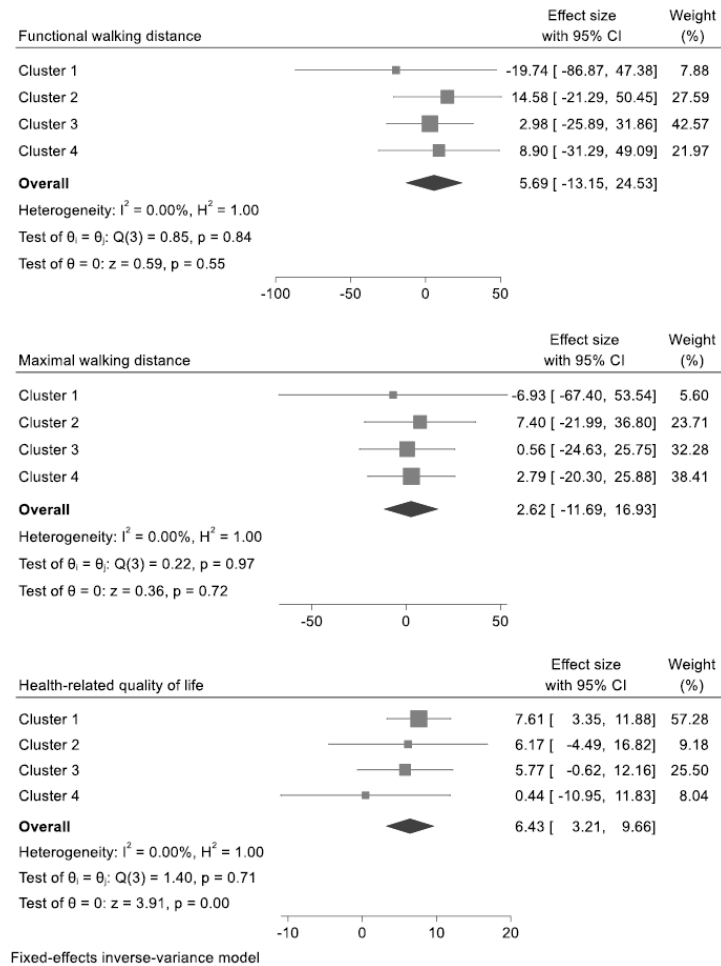 Effect size Weight
Functional walking distance with 95% CI (%)
Cluster 1 -19.74 [ -86.87, 47.38] 7.88
Cluster 2 14.58 [ -21.29, 50.45] 27.59
Cluster 3 2.98 [ -25.89, 31.86] 42.57
Cluster 4 8.90 [ -31.29, 49.09] 21.97
Overall 5.69 [ -13.15, 24.53]
Heterogeneity: I² = 0.00%, H² = 1.00
Test of θᵢ = θⱼ: Q(3) = 0.85, p = 0.84
Test of θ = 0: z = 0.59, p = 0.55
-100 -50 0 50
Effect size Weight
Maximal walking distance with 95% CI (%)
Cluster 1 -6.93 [ -67.40, 53.54] 5.60
Cluster 2 7.40 [ -21.99, 36.80] 23.71
Cluster 3 0.56 [ -24.63, 25.75] 32.28
Cluster 4 2.79 [ -20.30, 25.88] 38.41
Overall 2.62 [ -11.69, 16.93]
Heterogeneity: I² = 0.00%, H² = 1.00
Test of θᵢ = θⱼ: Q(3) = 0.22, p = 0.97
Test of θ = 0: z = 0.36, p = 0.72
-50 0 50
Effect size Weight
Health-related quality of life with 95% CI (%)
Cluster 1 7.61 [ 3.35, 11.88] 57.28
Cluster 2 6.17 [ -4.49, 16.82] 9.18
Cluster 3 5.77 [ -0.62, 12.16] 25.50
Cluster 4 0.44 [ -10.95, 11.83] 8.04
Overall 6.43 [ 3.21, 9.66]
Heterogeneity: I² = 0.00%, H² = 1.00
Test of θᵢ = θⱼ: Q(3) = 1.40, p = 0.71
Test of θ = 0: z = 3.91, p = 0.00
-10 0 10 20
Fixed-effects inverse-variance model